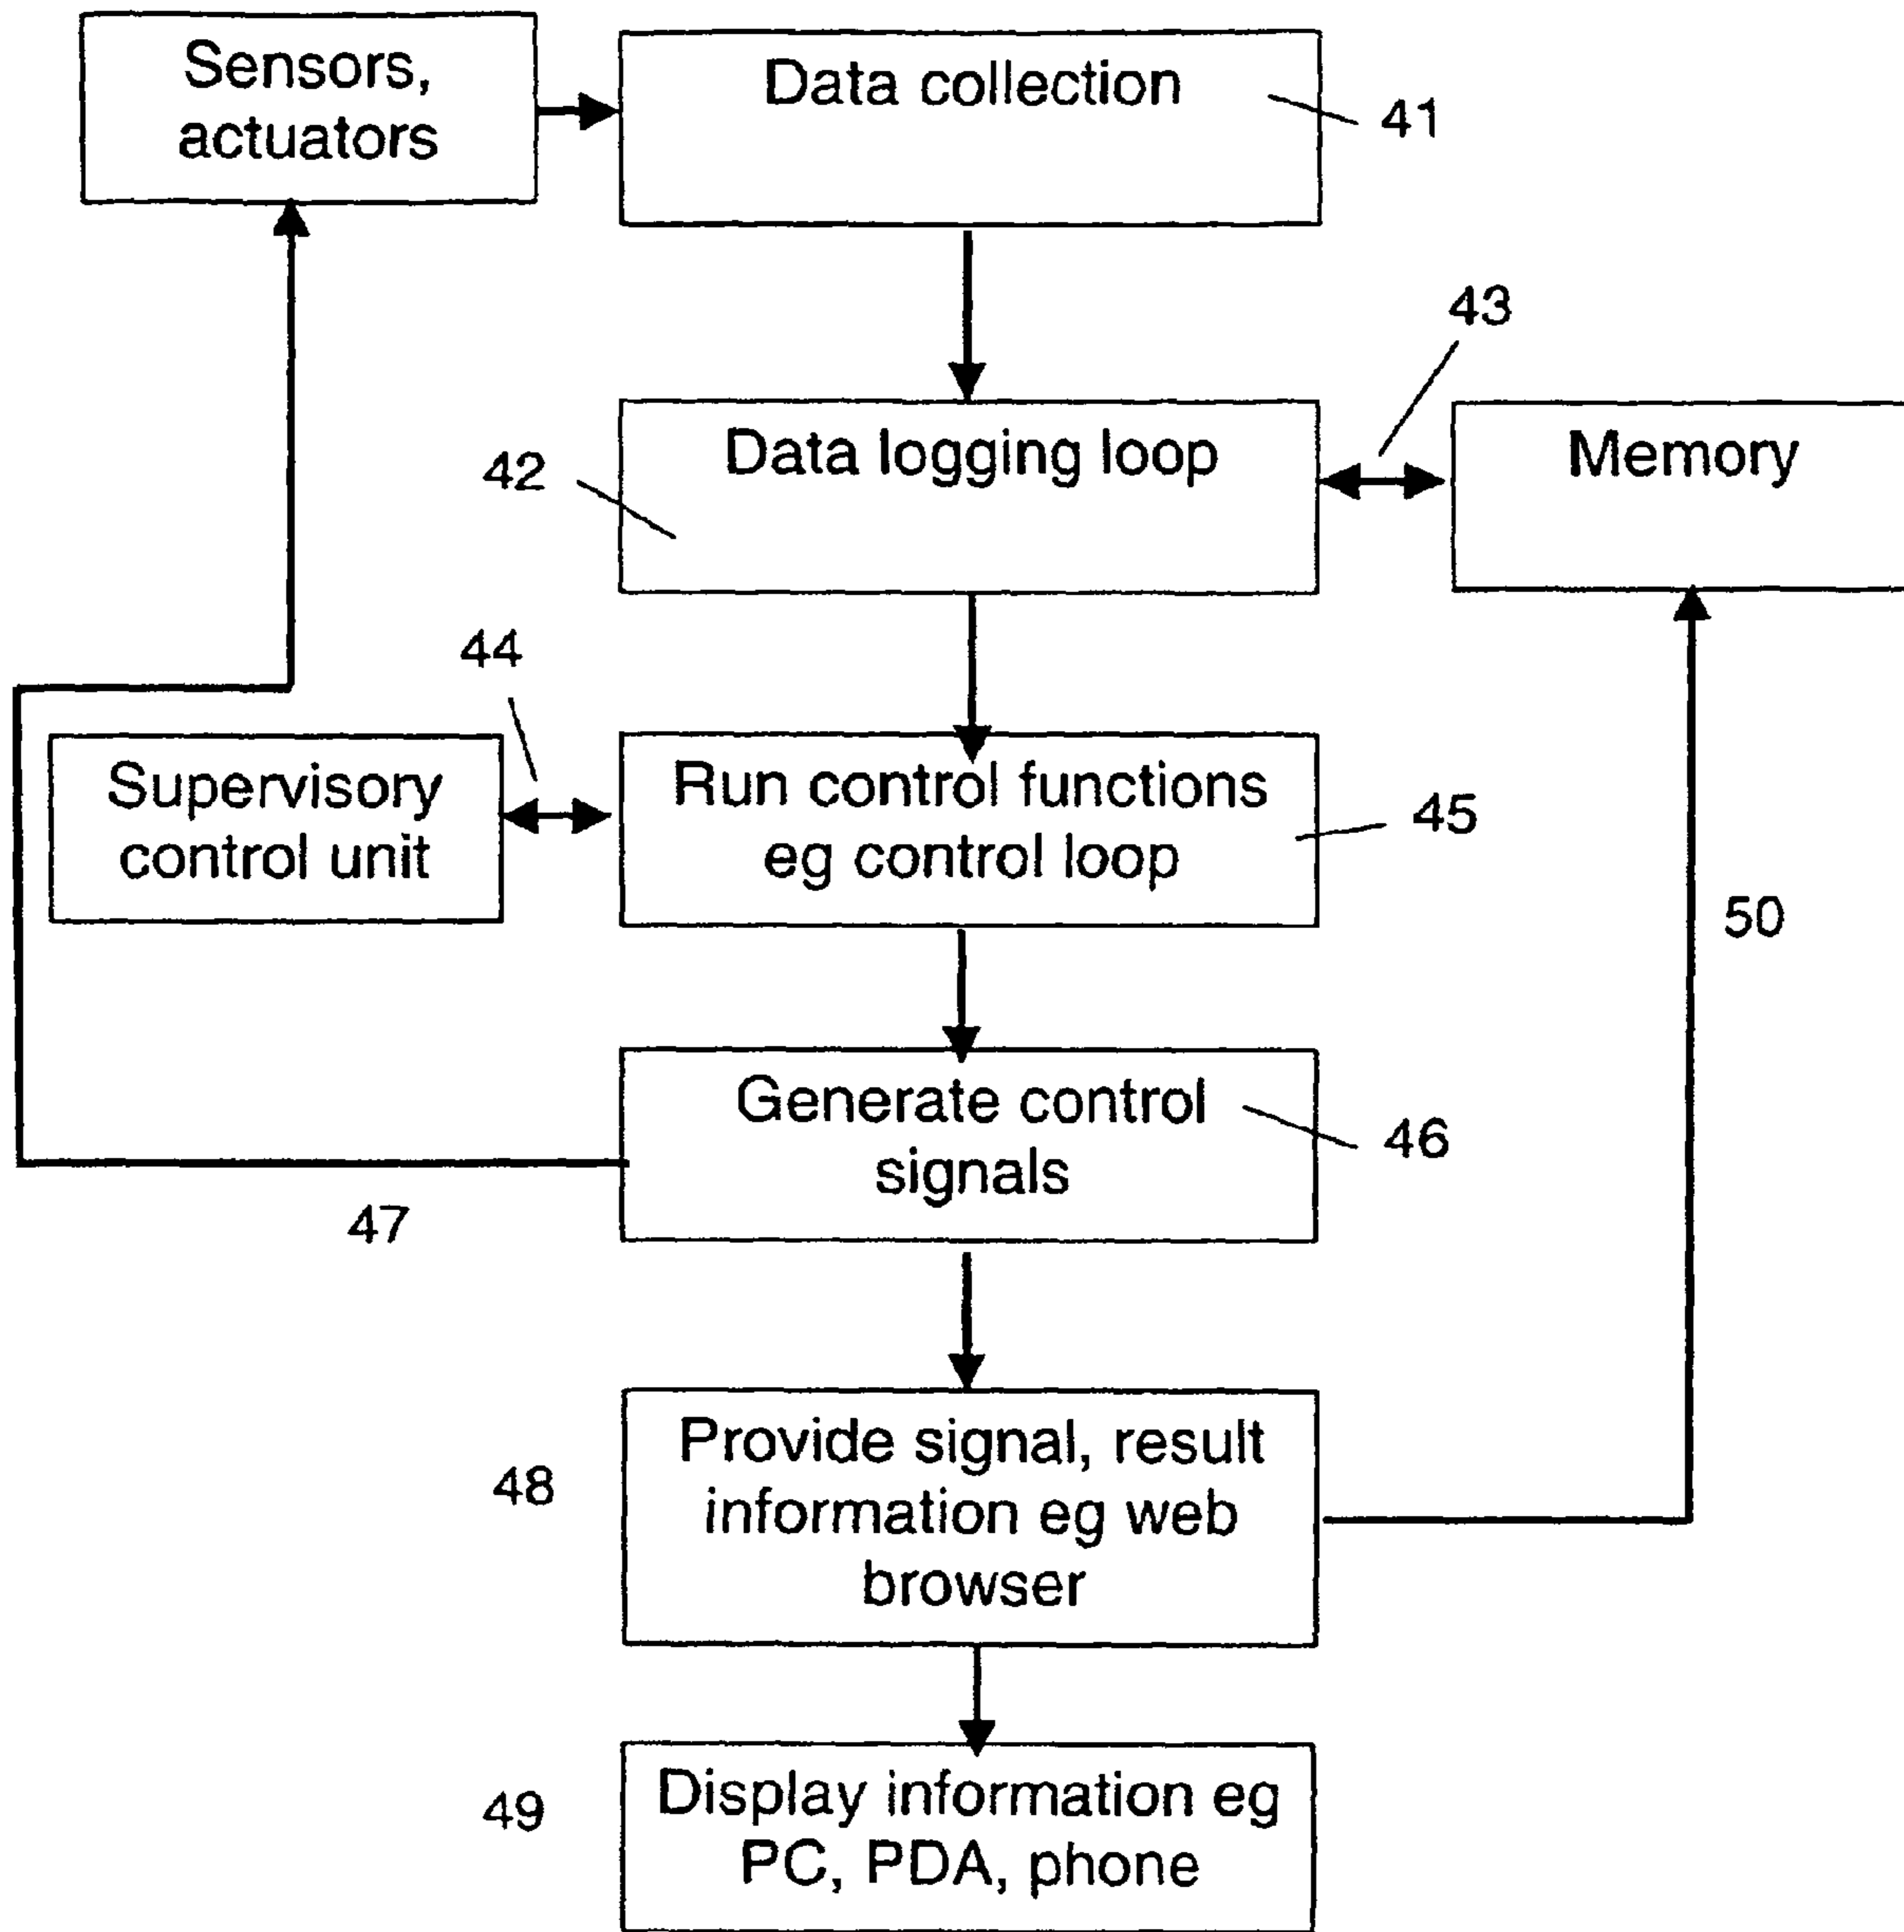 Sensors,
actuators
Data collection
41
43
Data logging loop
Memory
42
44
Supervisory
control unit
Run control functions
eg control loop
45
50
Generate control
signals
46
47
Provide signal, result
information eg web
browser
48
Display information eg
PC, PDA, phone
49